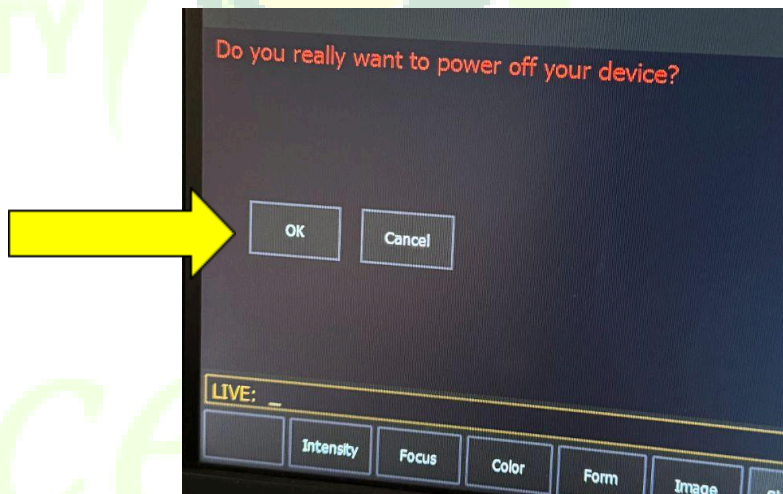 Do you really want to power off your device?
OK
Cancel
LIVE: _
Intensity
Focus
Color
Form
Image